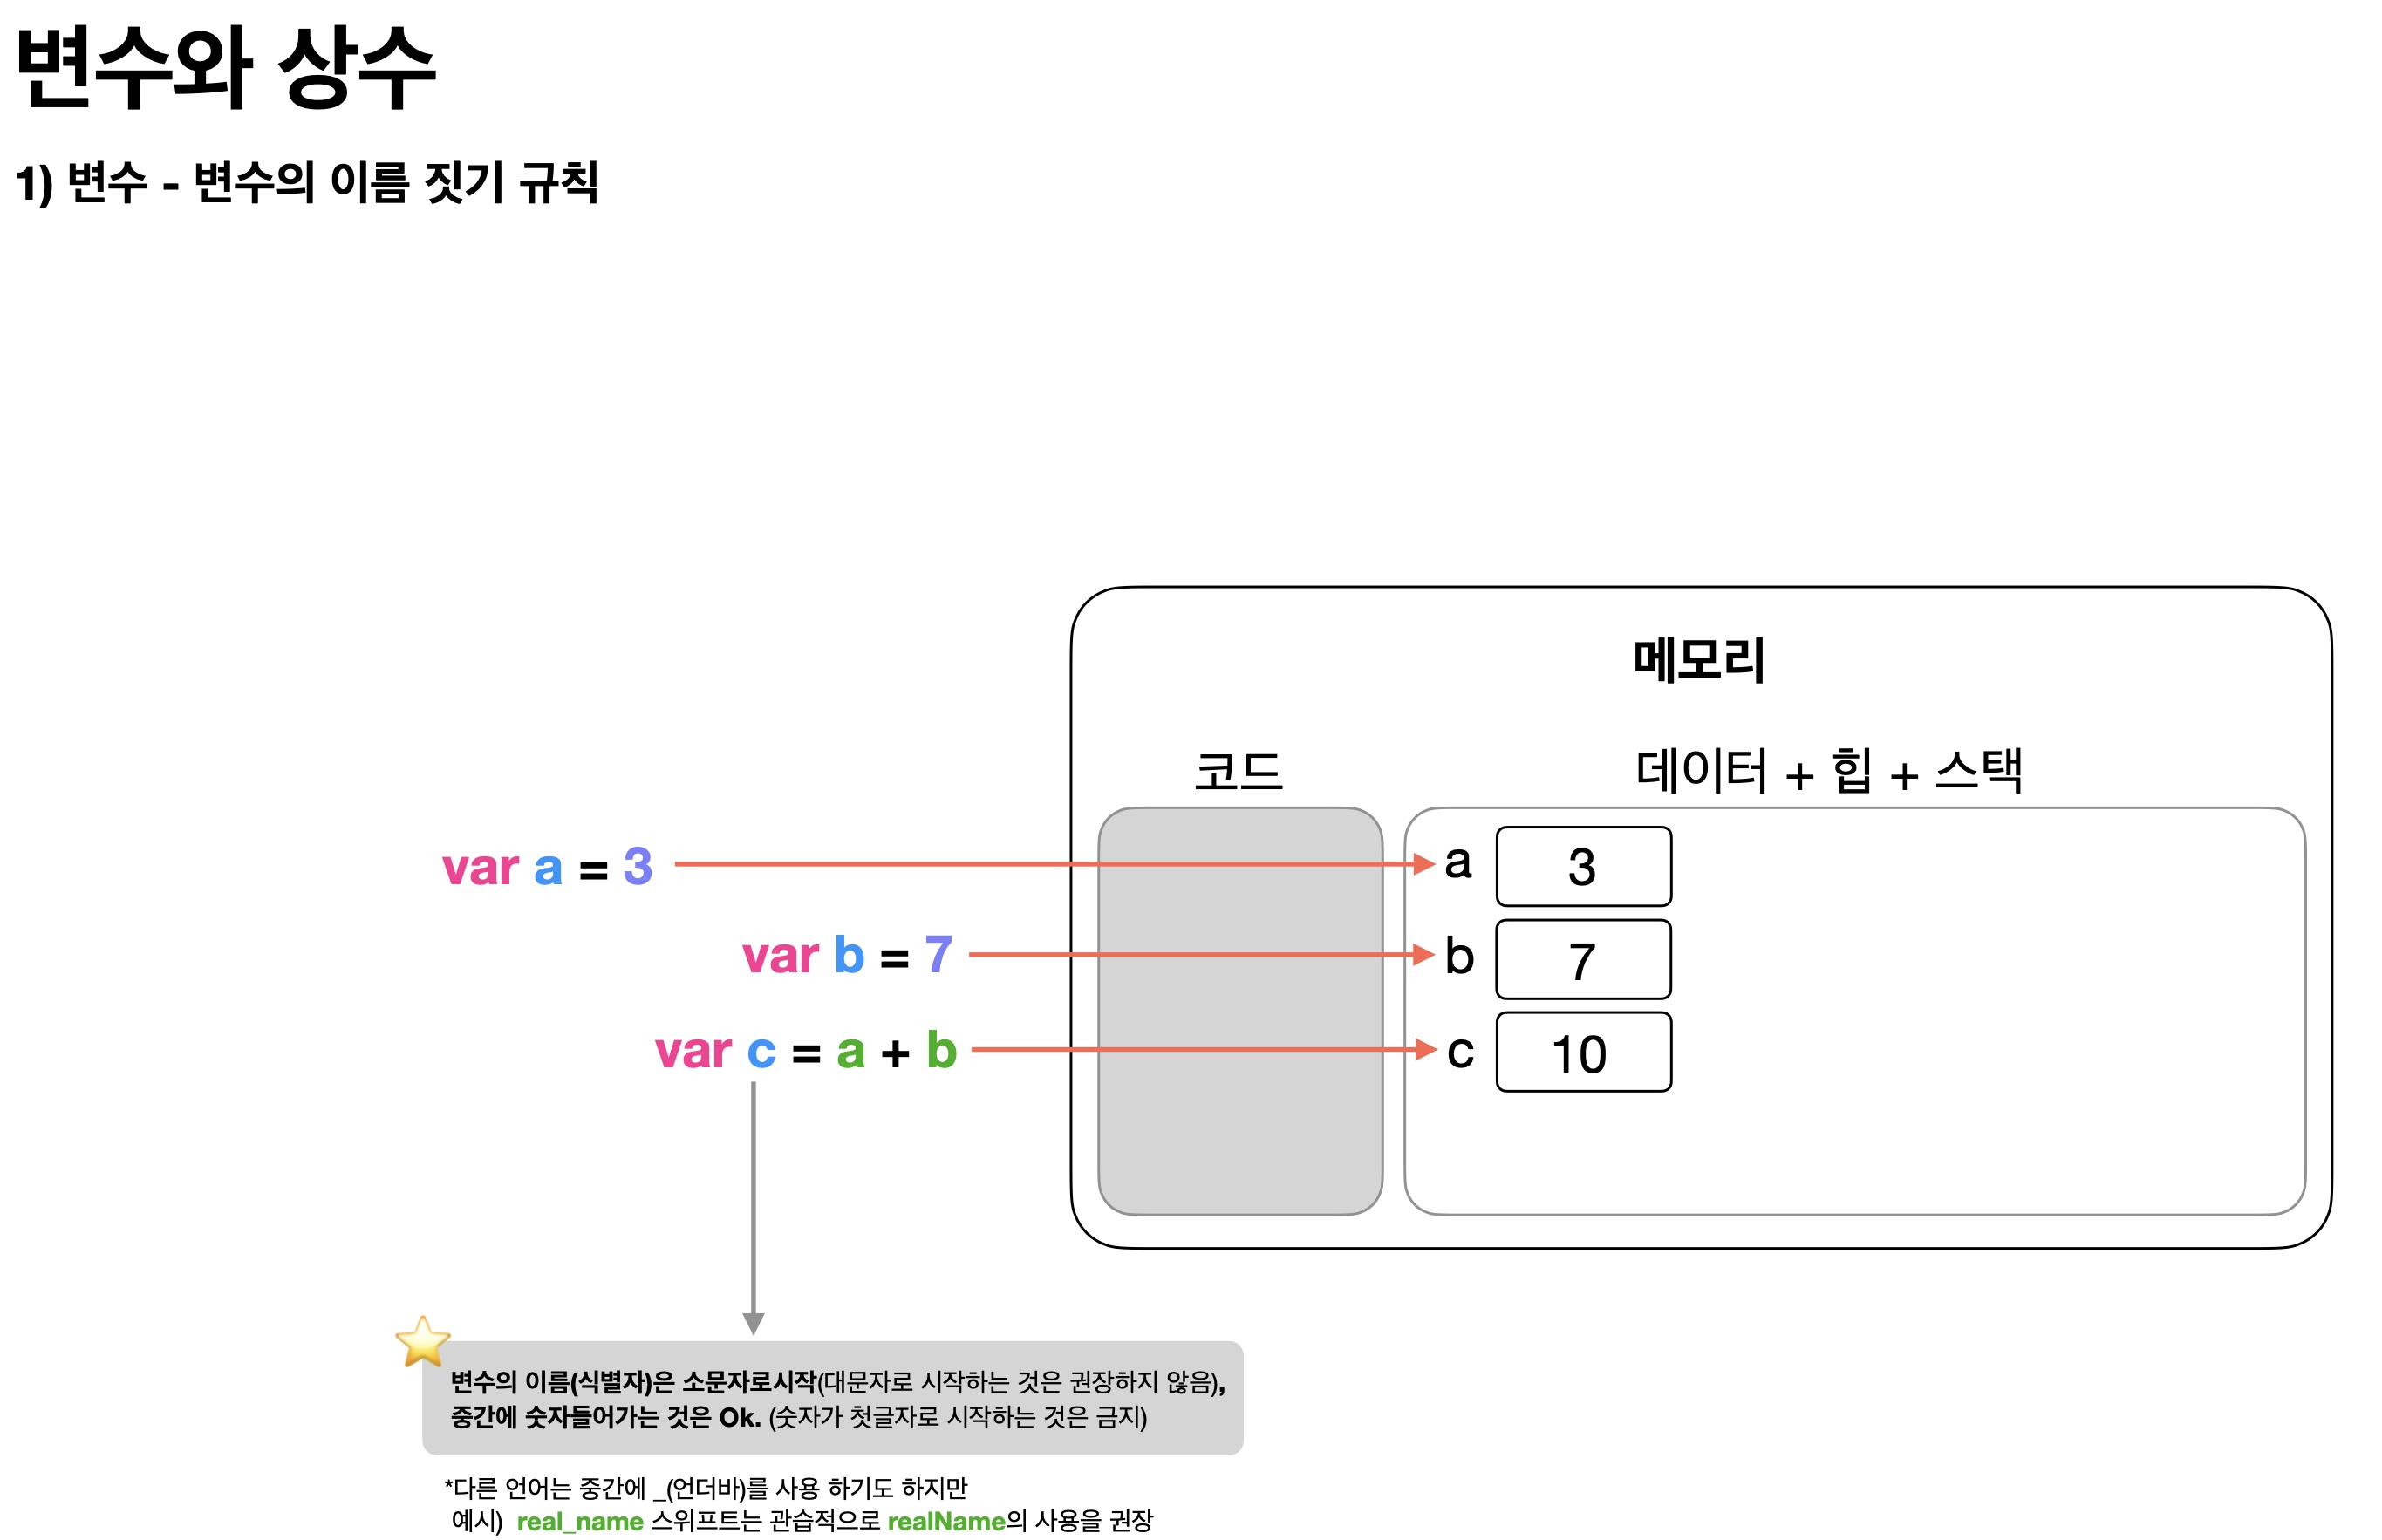 변수와 상수
1) 변수 - 변수의 이름 짓기 규칙
메모리
코드
데이터 + 힙 + 스택
var a = 3
a
3
var b = 7
b
7
var c = a + b
c
10
변수의 이름(식별자)은 소문자로시작(대문자로 시작하는 것은 권장하지 않음),
중간에 숫자들어가는 것은 Ok. (숫자가 첫글자로 시작하는 것은 금지)
*다른 언어는 중간에 _(언더바)를 사용 하기도 하지만
예시) real_name 스위프트는 관습적으로 realName의 사용을 권장